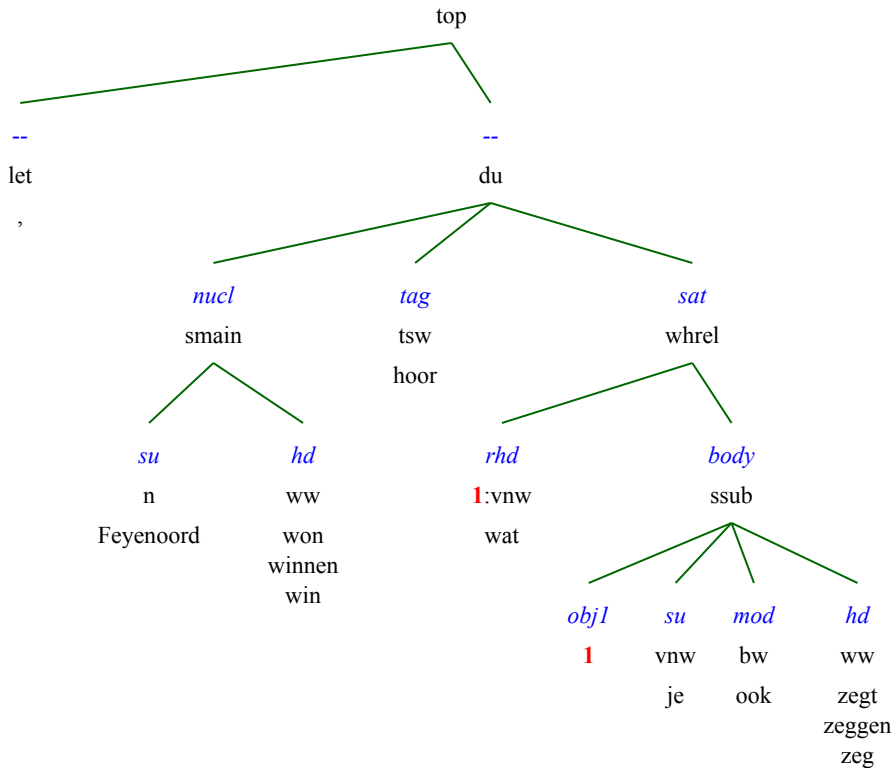 top
-- --
let du
,
nucl tag sat
smain tsw whrel
hoor
su hd rhd body
n ww 1:vnw ssub
Feyenoord won wat
winnen
win
obj1 su mod hd
1 vnw bw ww
je ook zegt
zeggen
zeg